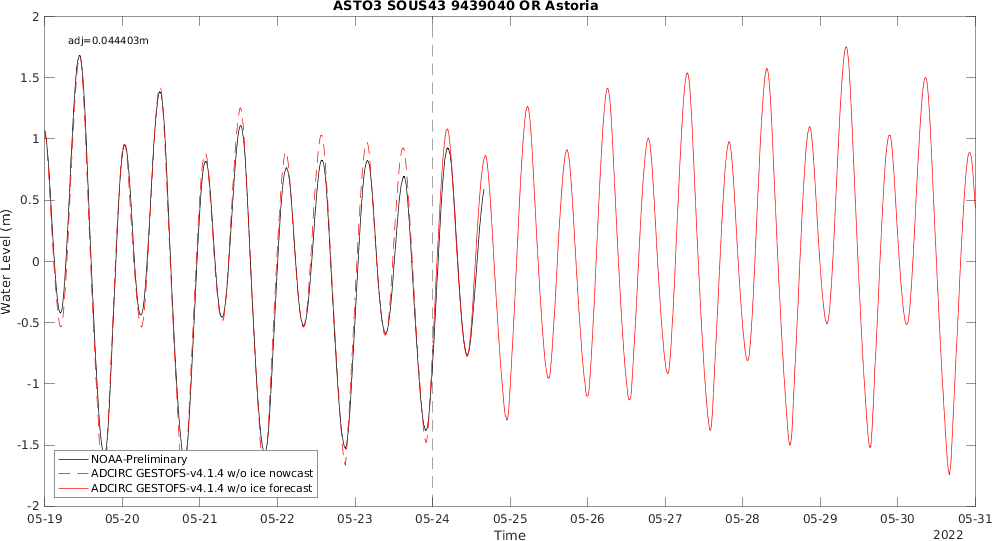 ASTO3 SOUS43 9439040 OR Astoria
adj=0.044403m
2
1.5
1
0.5
0
-0.5
-1
-1.5
-2
Water Level (m)
NOAA-Preliminary
ADCIRC GESTOFS-v4.1.4 w/o ice nowcast
ADCIRC GESTOFS-v4.1.4 w/o ice forecast
05-19 05-20 05-21 05-22 05-23 05-24 05-25 05-26 05-27 05-28 05-29 05-30 05-31
Time
2022